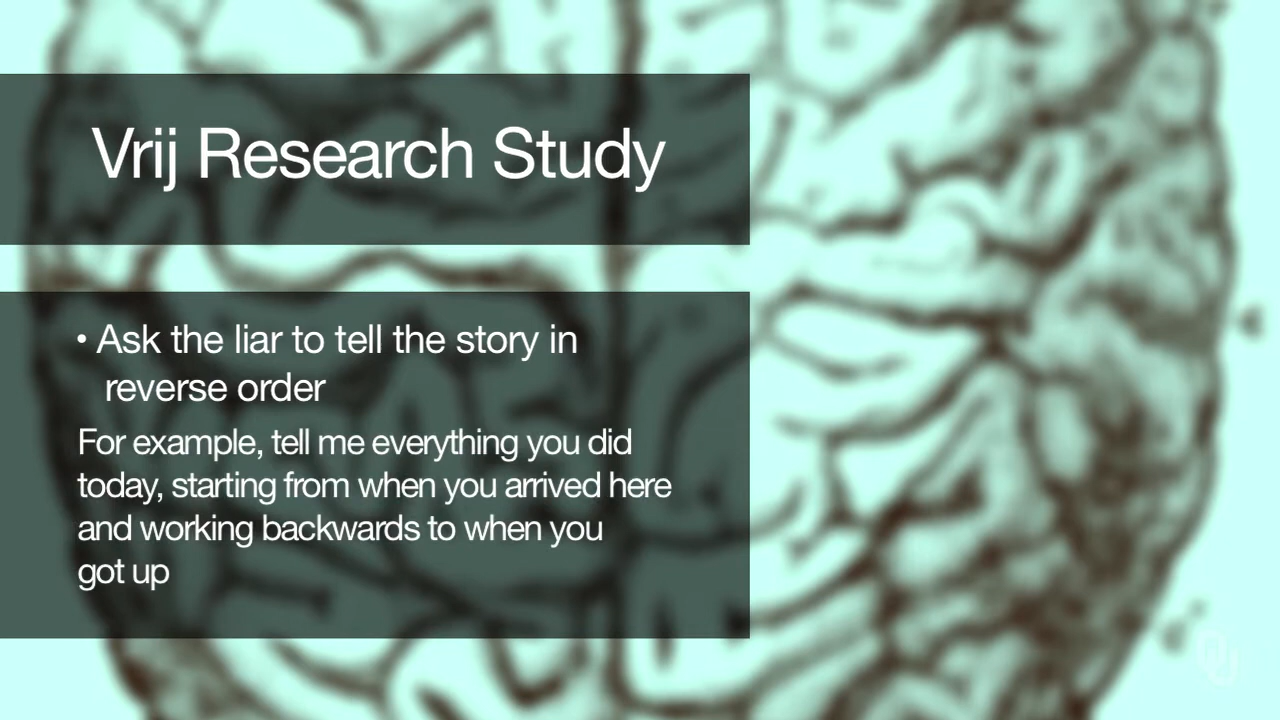 Vrij Research Study
• Ask the liar to tell the story in
reverse order
For example, tell me everything you did
today, starting from when you arrived here
and working backwards to when you
got up
OU